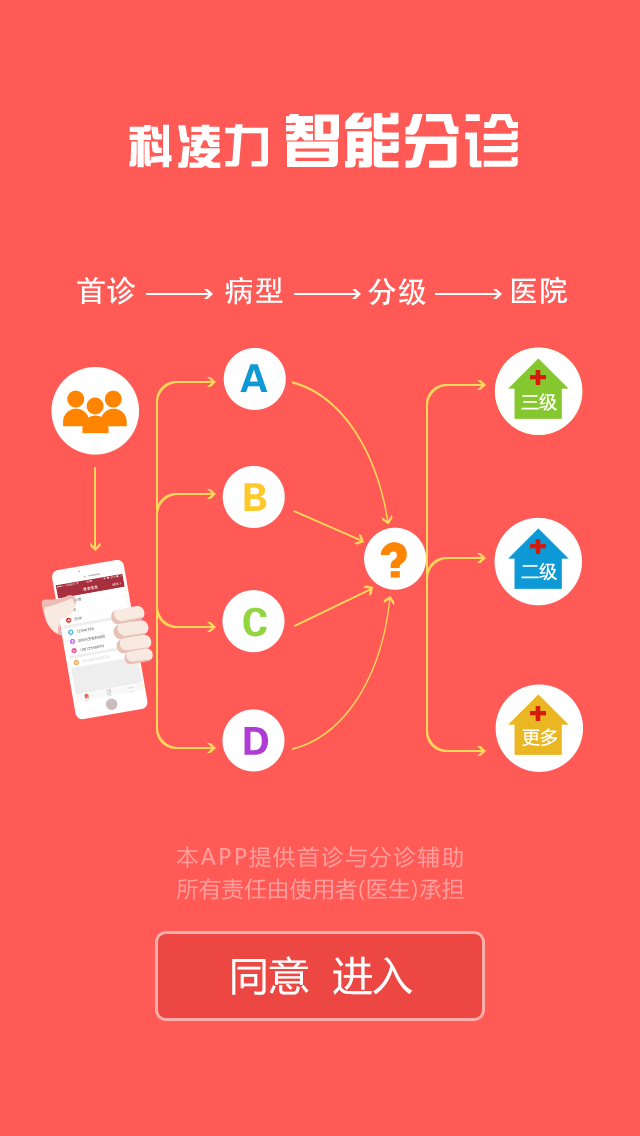 科凌力 智能分诊
首诊 病型 分级 医院
A
B
C
D
?
三级
二级
更多
本APP提供首诊与分诊辅助
所有责任由使用者(医生)承担
同意 进入